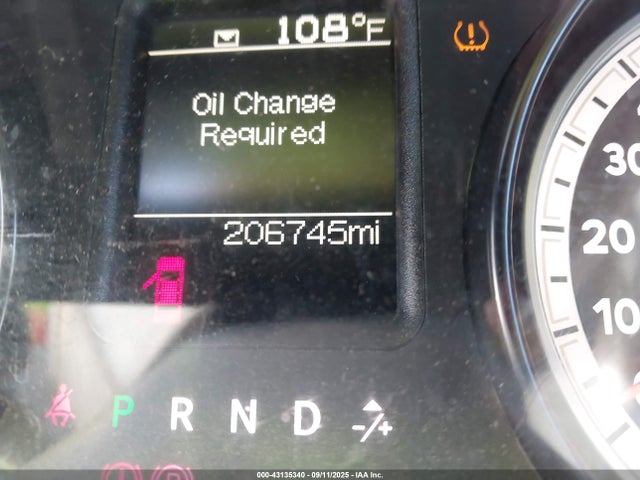 108°F
Oil Change
Required
206745mi
30
20
10
P R N D -/+
000-43135340 - 09/11/2025 - IAA Inc.